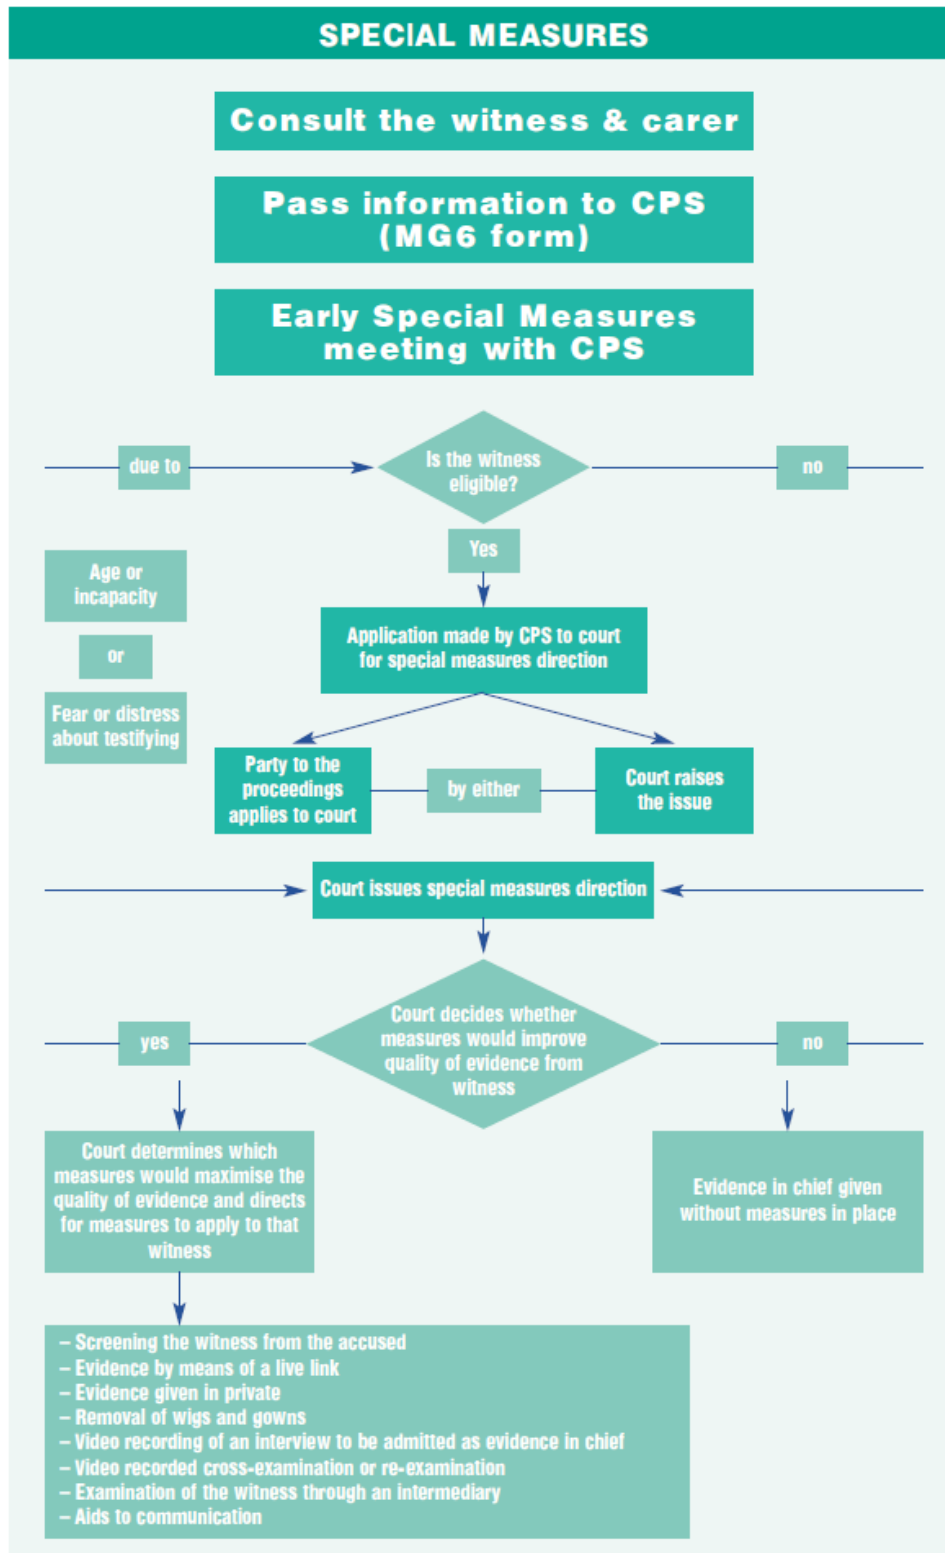 SPECIAL MEASURES
Consult the witness & carer
Pass information to CPS
(MG6 form)
Early Special Measures
meeting with CPS
due to
Is the witness
eligible?
no
Yes
Age or
incapacity
or
Fear or distress
about testifying
Application made by CPS to court
for special measures direction
Party to the
proceedings
applies to court
by either
Court raises
the issue
Court issues special measures direction
Court decides whether
measures would improve
quality of evidence from
witness
yes
no
Court determines which
measures would maximise the
quality of evidence and directs
for measures to apply to that
witness
Evidence in chief given
without measures in place
– Screening the witness from the accused
– Evidence by means of a live link
– Evidence given in private
– Removal of wigs and gowns
– Video recording of an interview to be admitted as evidence in chief
– Video recorded cross-examination or re-examination
– Examination of the witness through an intermediary
– Aids to communication